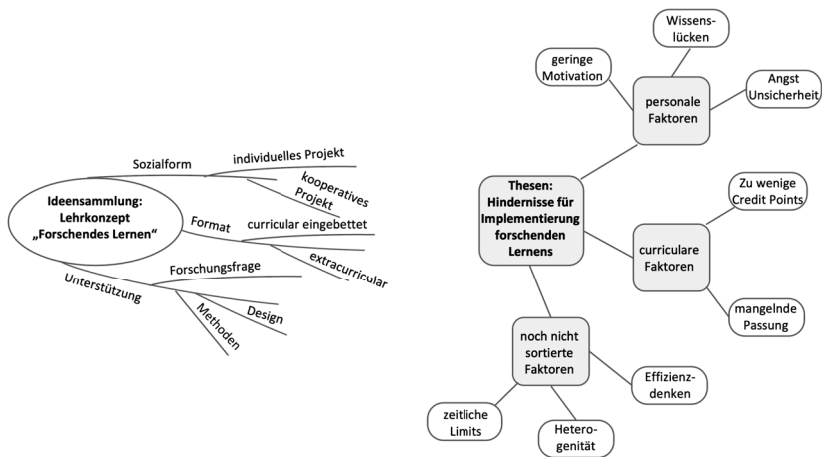 Ideensammlung:
Lehrkonzept
„Forschendes Lernen“
Sozialform
individuelles Projekt
kooperatives
Projekt
Format
curricular eingebettet
extracurricular
Unterstützung
Forschungsfrage
Design
Methoden
Thesen:
Hindernisse für
Implementierung
forschenden
Lernens
personale
Faktoren
geringe
Motivation
Wissens-
lücken
Angst
Unsicherheit
curriculare
Faktoren
Zu wenige
Credit Points
mangelnde
Passung
noch nicht
sortierte
Faktoren
Effizienz-
denken
Hetero-
genität
zeitliche
Limits